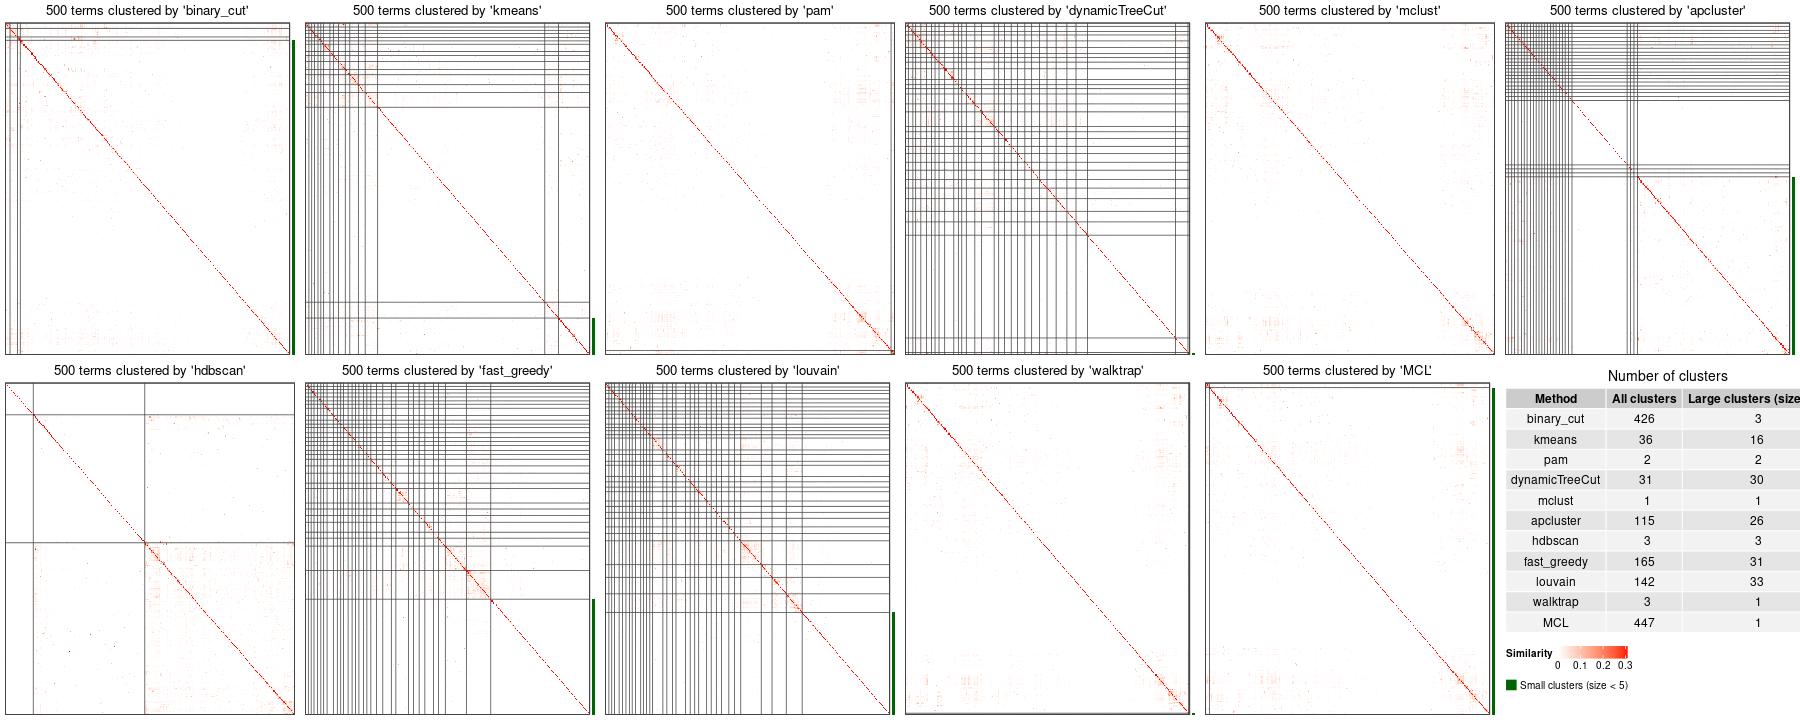 500 terms clustered by 'binary_cut'
500 terms clustered by 'kmeans'
500 terms clustered by 'pam'
500 terms clustered by 'dynamicTreeCut'
500 terms clustered by 'mclust'
500 terms clustered by 'apcluster'
500 terms clustered by 'hdbscan'
500 terms clustered by 'fast_greedy'
500 terms clustered by 'louvain'
500 terms clustered by 'walktrap'
500 terms clustered by 'MCL'
Number of clusters
Method All clusters Large clusters (size
binary_cut 426 3
kmeans 36 16
pam 2 2
dynamicTreeCut 31 30
mclust 1 1
apcluster 115 26
hdbscan 3 3
fast_greedy 165 31
louvain 142 33
walktrap 3 1
MCL 447 1
Similarity
0 0.1 0.2 0.3
Small clusters (size < 5)